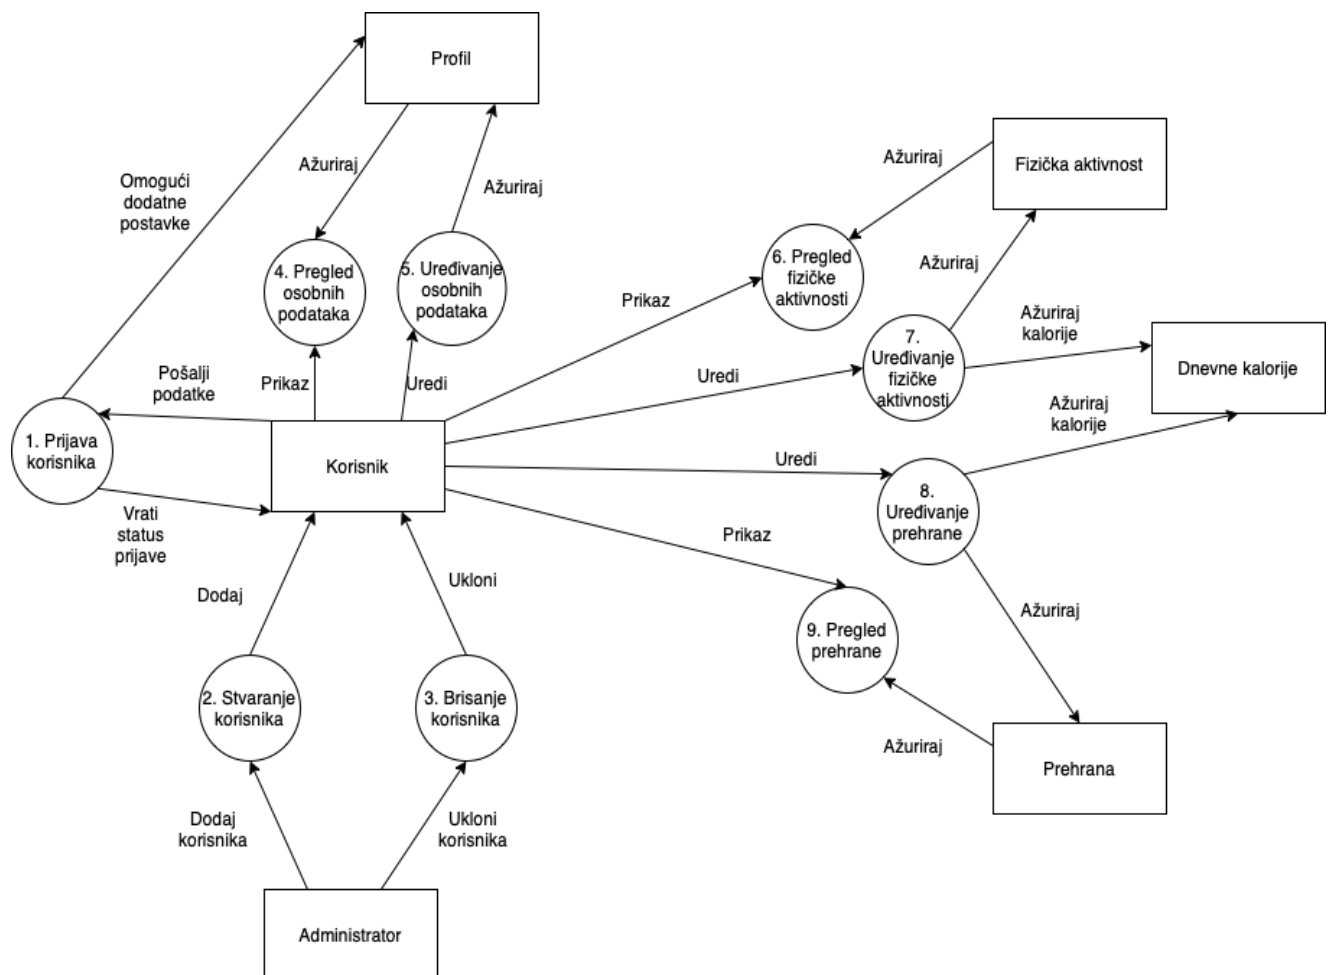 Profil
Ažuriraj
Ažuriraj
Omogući
dodatne
postavke
4. Pregled
osobnih
podataka
5. Uređivanje
osobnih
podataka
Ažuriraj
Fizička aktivnost
6. Pregled
fizičke
aktivnosti
Ažuriraj
Prikaz
7.
Uređivanje
fizičke
aktivnosti
Ažuriraj
kalorije
Dnevne kalorije
Pošalji
podatke
Prikaz
Uredi
Uredi
Ažuriraj
kalorije
1. Prijava
korisnika
Korisnik
Uredi
8.
Uređivanje
prehrane
Vrati
status
prijave
Prikaz
Dodaj
Ukloni
Ažuriraj
9. Pregled
prehrane
2. Stvaranje
korisnika
3. Brisanje
korisnika
Ažuriraj
Prehrana
Dodaj
korisnika
Ukloni
korisnika
Administrator